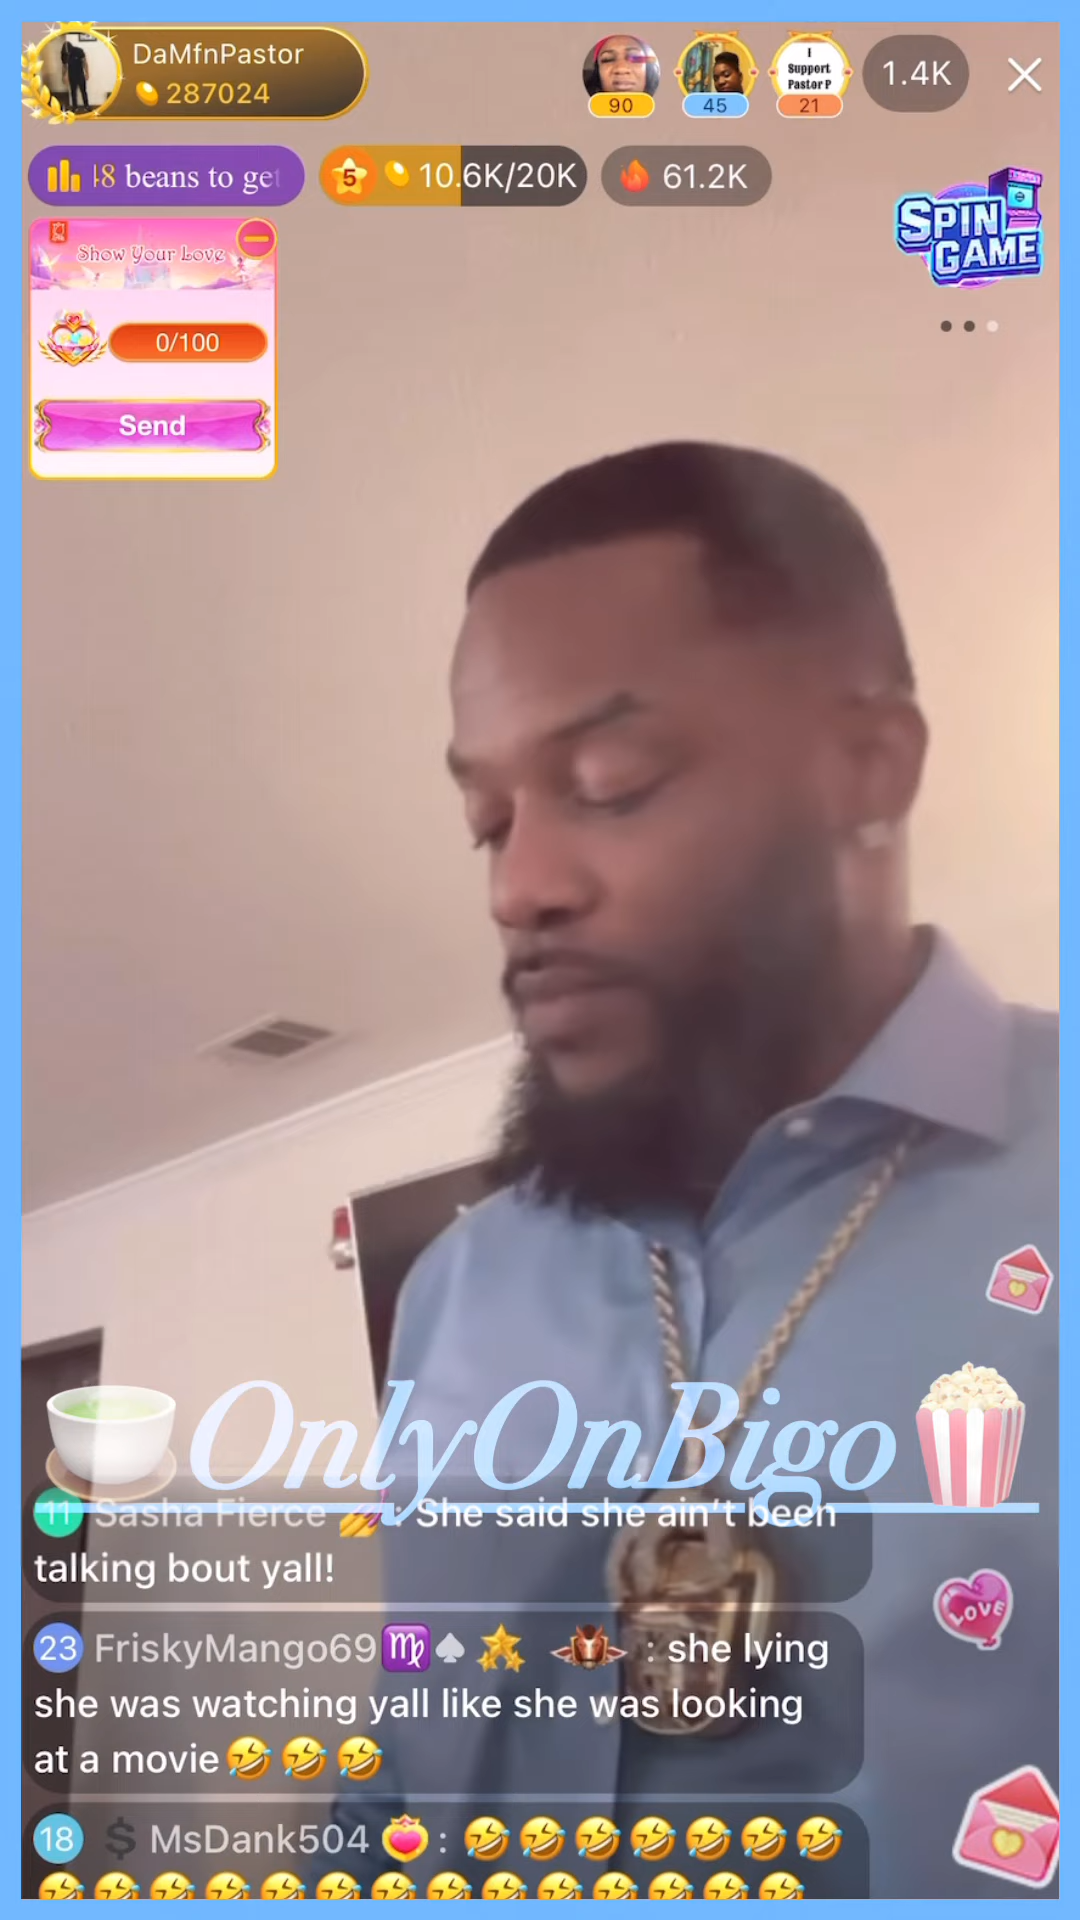 DaMfnPastor
287024
90
45
I
Support
Pastor P
21
1.4K
48 beans to get
5
10.6K/20K
61.2K
SPIN
GAME
Show Your Love
0/100
Send
OnlyOnBigo
11 Sasha Fierce 💅: She said she ain't been
talking bout yall!
LOVE
23 FriskyMango69♍♠️: she lying
she was watching yall like she was looking
at a movie🤣🤣🤣
18 $ MsDank504 : 🤣🤣🤣🤣🤣🤣🤣
🤣🤣🤣🤣🤣🤣🤣🤣🤣🤣🤣🤣🤣🤣